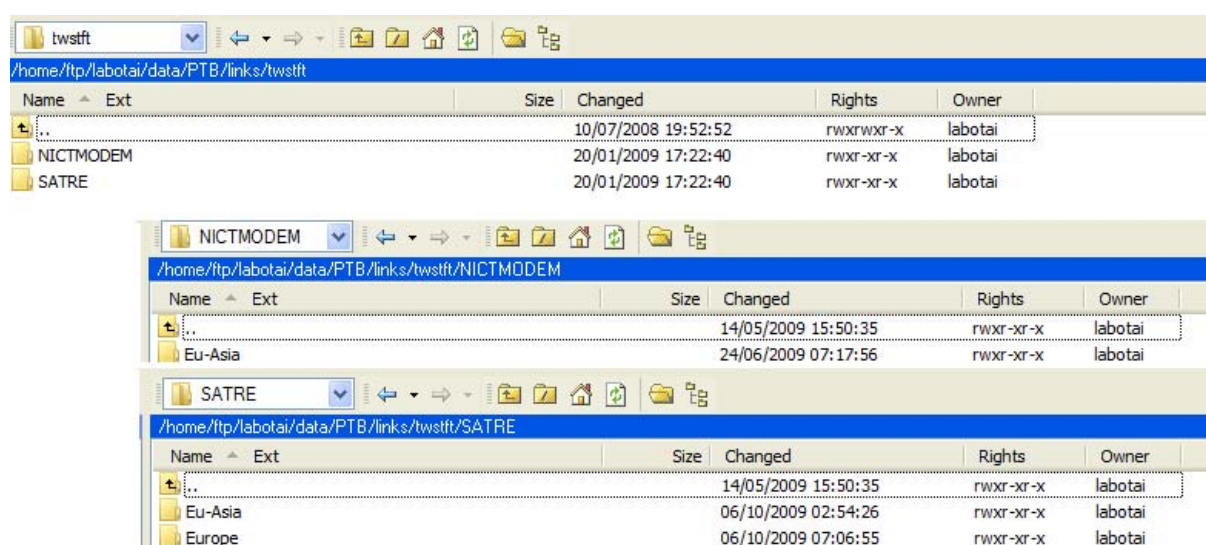 twstft
/home/ftp/labotai/data/PTB/links/twstft
Name Ext Size Changed Rights Owner
.. 10/07/2008 19:52:52 rwxrwxr-x labotai
NICTMODEM 20/01/2009 17:22:40 rwxr-xr-x labotai
SATRE 20/01/2009 17:22:40 rwxr-xr-x labotai
NICTMODEM
/home/ftp/labotai/data/PTB/links/twstft/NICTMODEM
Name Ext Size Changed Rights Owner
.. 14/05/2009 15:50:35 rwxr-xr-x labotai
Eu-Asia 24/06/2009 07:17:56 rwxr-xr-x labotai
SATRE
/home/ftp/labotai/data/PTB/links/twstft/SATRE
Name Ext Size Changed Rights Owner
.. 14/05/2009 15:50:35 rwxr-xr-x labotai
Eu-Asia 06/10/2009 02:54:26 rwxr-xr-x labotai
Europe 06/10/2009 07:06:55 rwxr-xr-x labotai